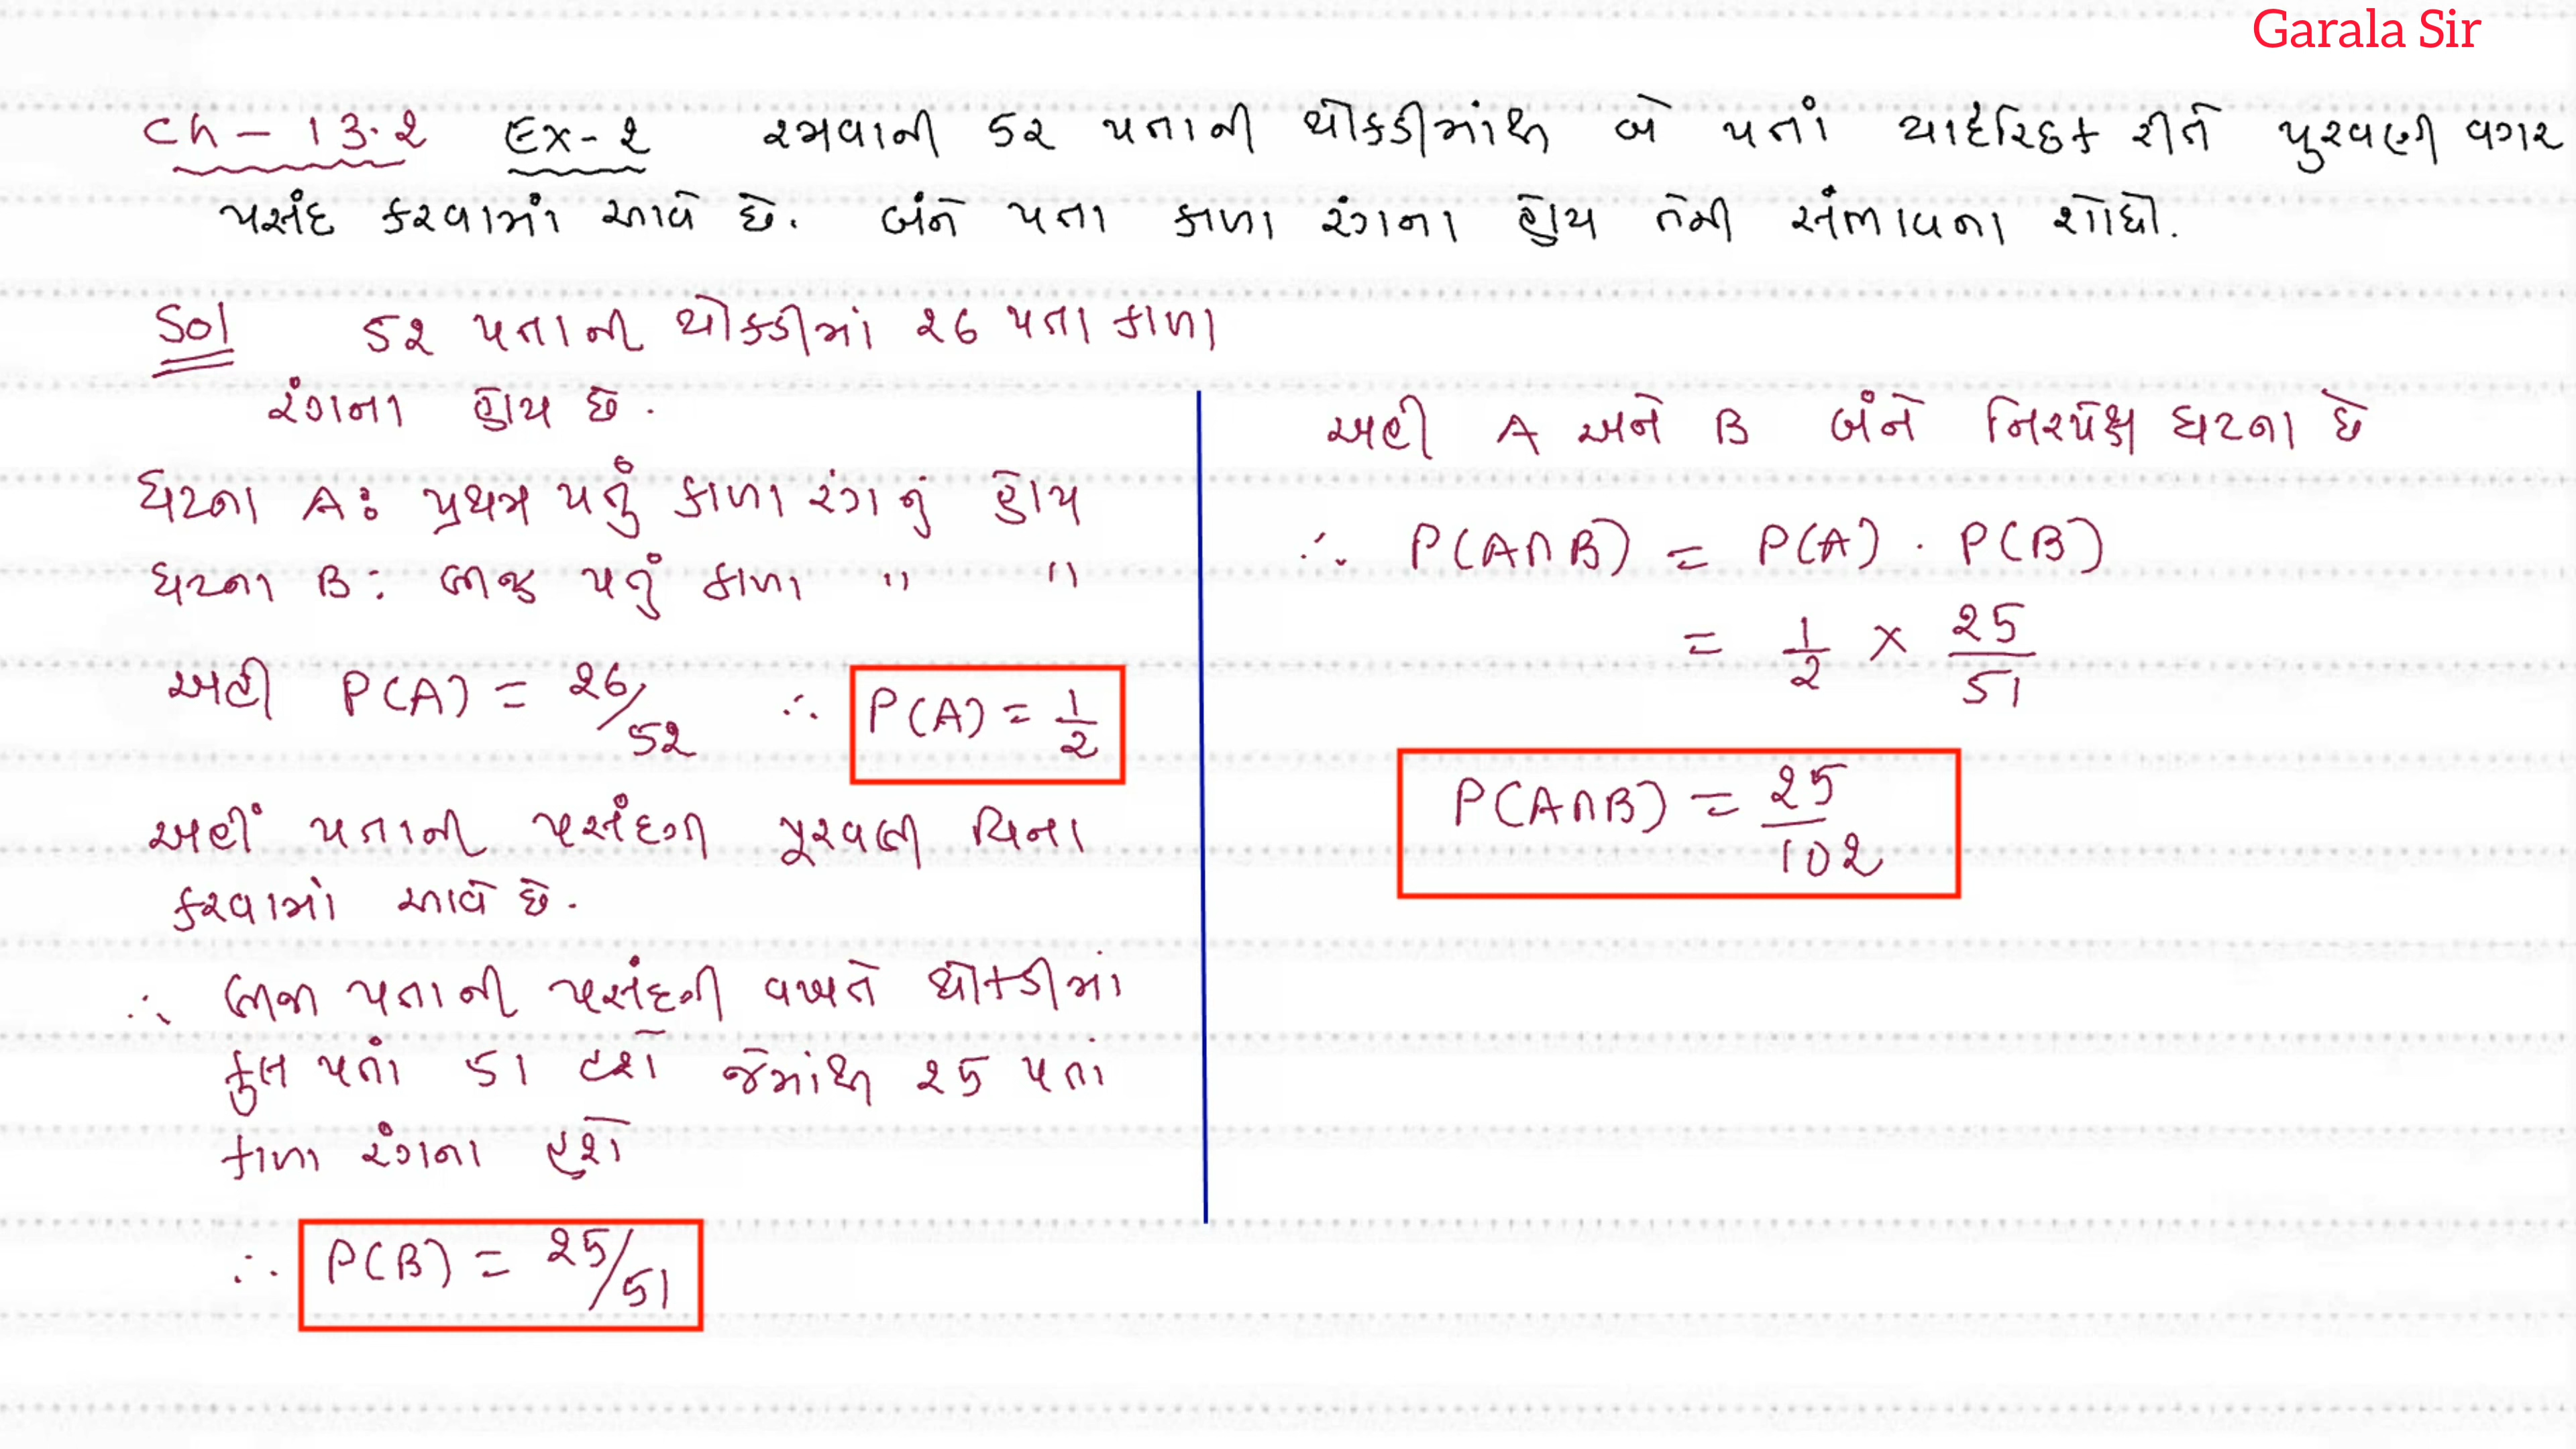 Garala Sir
Ch - 13.2 Ex-2 રમવાની 52 પત્તાની થોકડીમાંથી બે પત્તાં યાદચ્છિક રીતે પુરવણી વગર
પસંદ કરવામાં આવે છે. બંને પત્તા કાળા રંગના હોય તેની સંભાવના શોધો.
Sol 52 પત્તાની થોકડીમાં 26 પત્તા કાળા
રંગના હોય છે.
ઘટના A: પ્રથમ પત્તું કાળા રંગનું હોય
ઘટના B: બીજુ પત્તું કાળા " "
અહી P(A) = 26/52 ∴ P(A) = 1/2
અહીં પત્તાની પસંદગી પૂરવણી વિના
કરવામાં આવે છે.
∴ બીજા પત્તાની પસંદગી વખતે થોકડીમાં
કુલ પત્તાં 51 હશે જેમાંથી 25 પત્તાં
કાળા રંગના હશે
∴ P(B) = 25/51
અહી A અને B બંને નિરપેક્ષ ઘટના છે
∴ P(A∩B) = P(A) . P(B)
= 1/2 × 25/51
P(A∩B) = 25/102